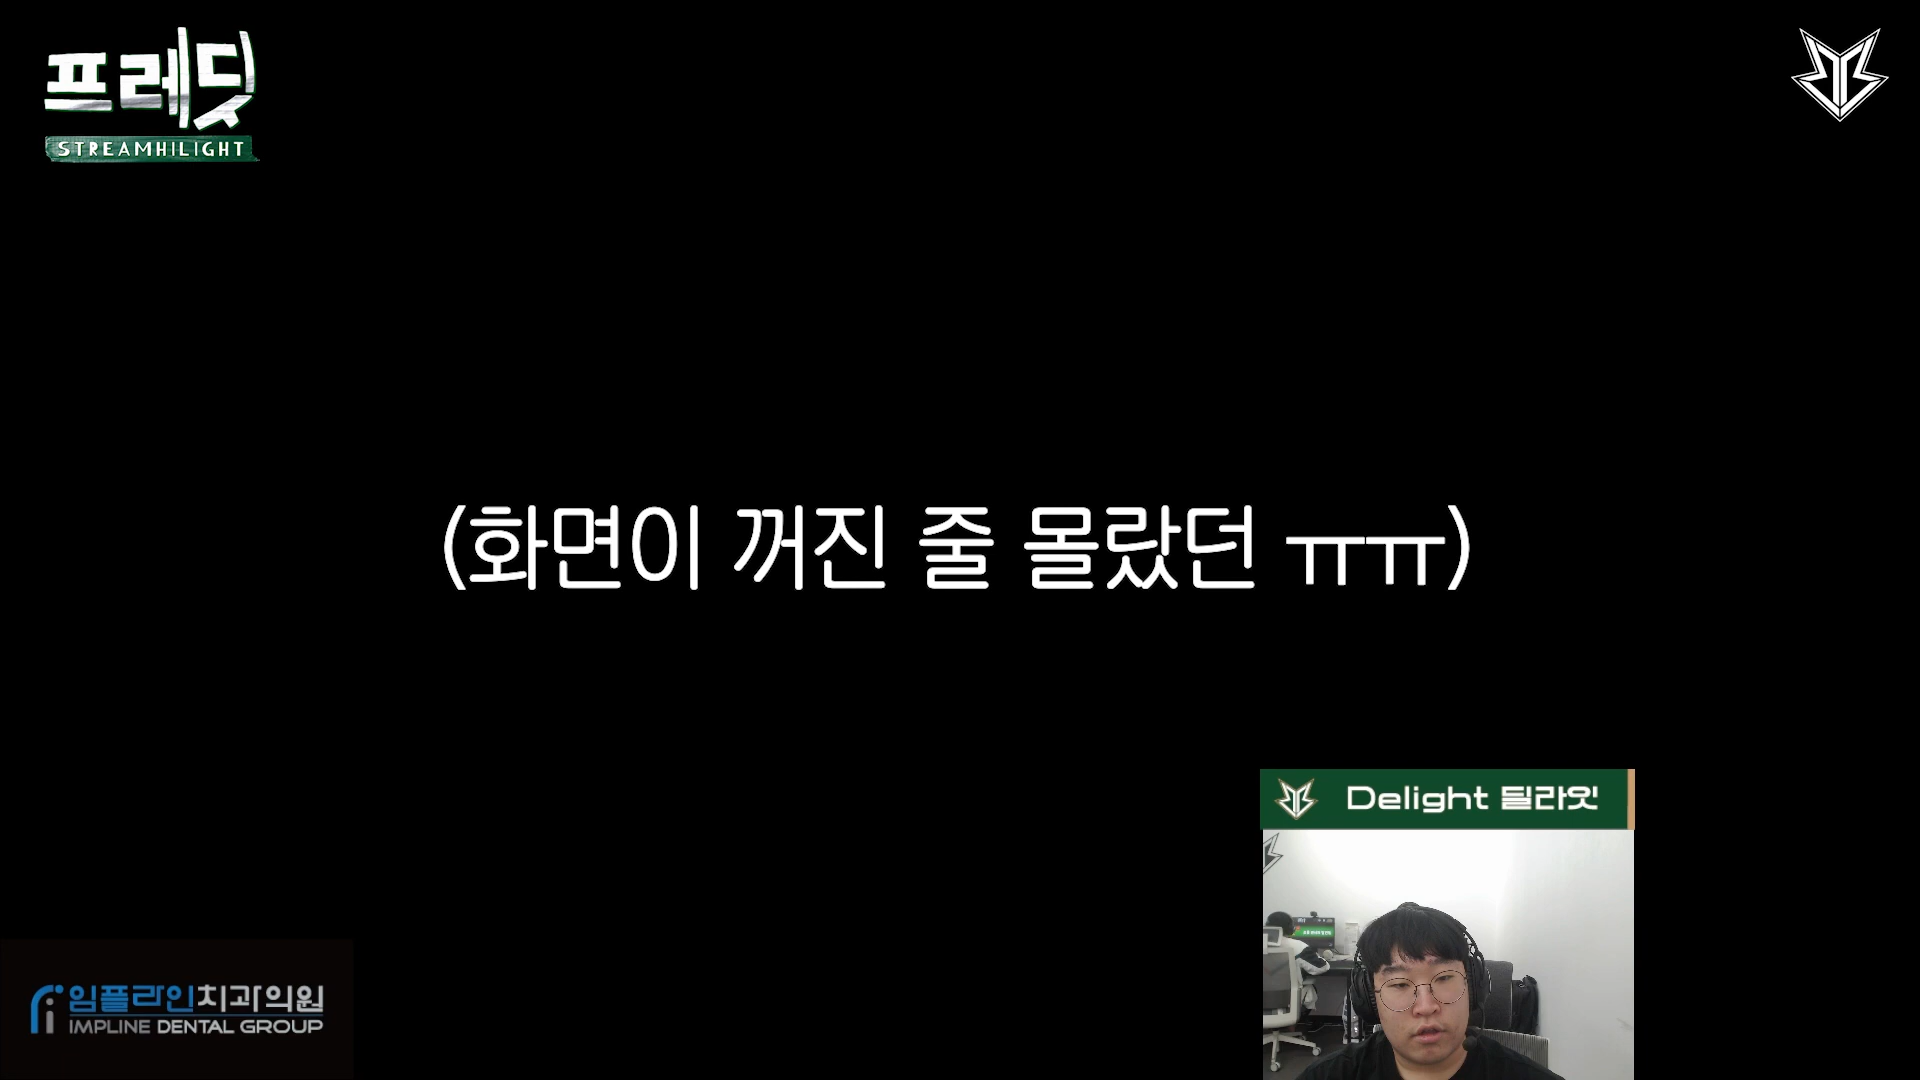 프레딧
STREAMHILIGHT
(화면이 꺼진 줄 몰랐던 ㅠㅠ)
Delight 딜라잇
임플라인치과의원
IMPLINE DENTAL GROUP